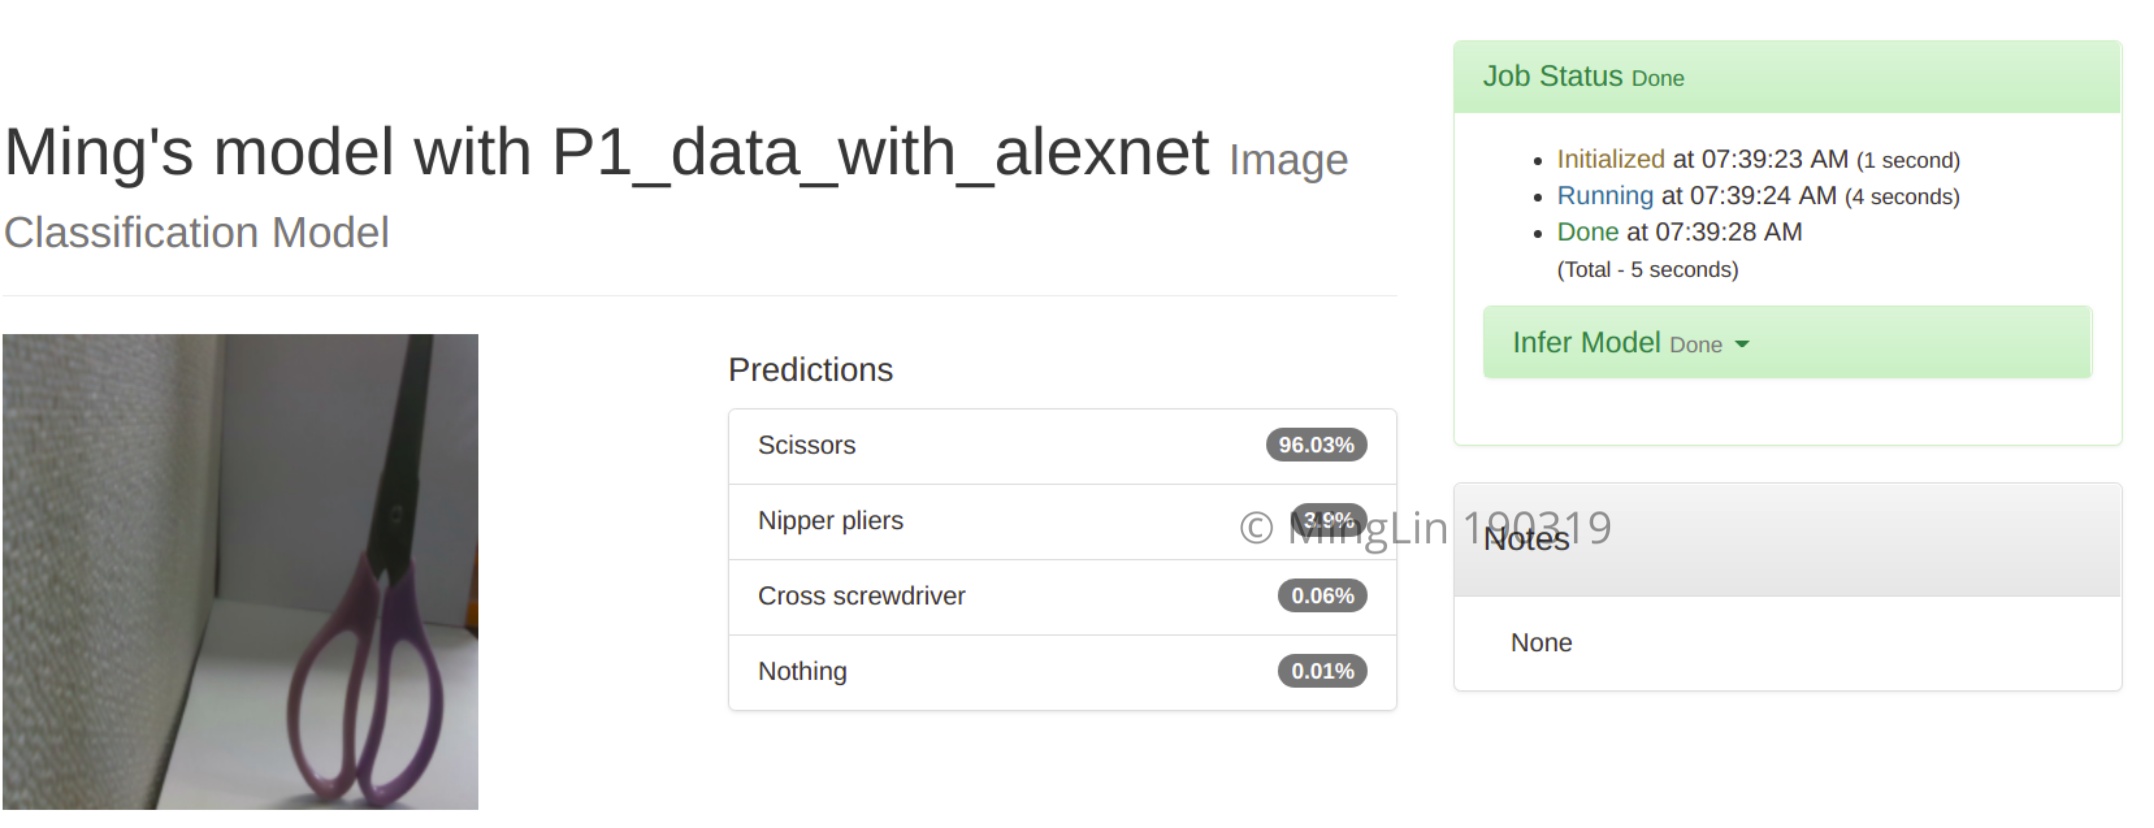 Ming's model with P1_data_with_alexnet Image
Classification Model
Predictions
Scissors 96.03%
Nipper pliers 3.9%
Cross screwdriver 0.06%
Nothing 0.01%
Job Status Done
Initialized at 07:39:23 AM (1 second)
Running at 07:39:24 AM (4 seconds)
Done at 07:39:28 AM
(Total - 5 seconds)
Infer Model Done
Notes
None
© MingLin 190319